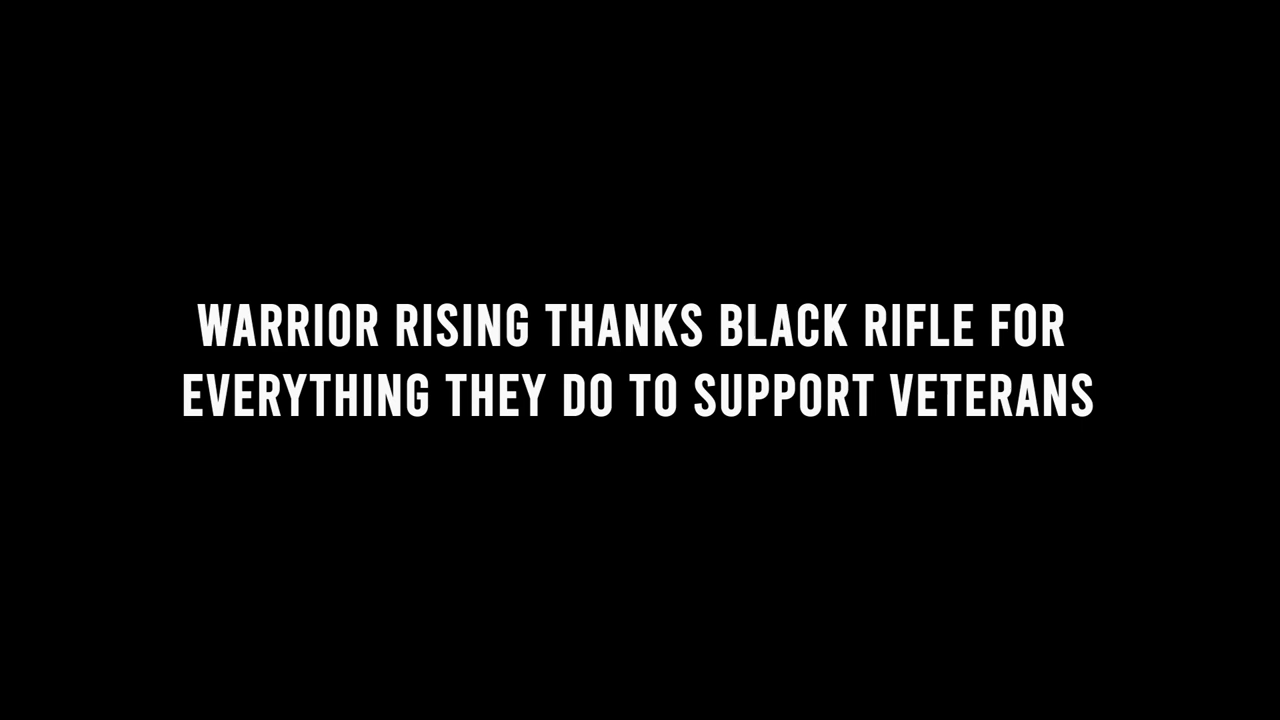 WARRIOR RISING THANKS BLACK RIFLE FOR
EVERYTHING THEY DO TO SUPPORT VETERANS